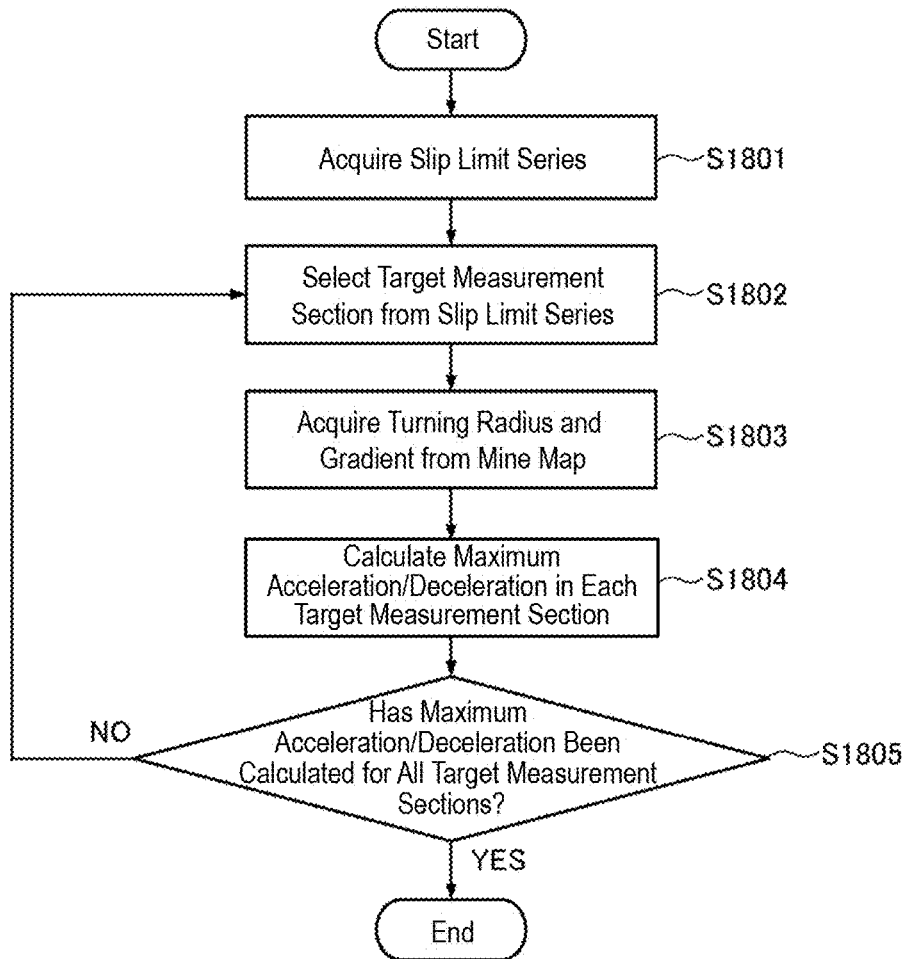 Start
Acquire Slip Limit Series
S1801
Select Target Measurement
Section from Slip Limit Series
S1802
Acquire Turning Radius and
Gradient from Mine Map
S1803
Calculate Maximum
Acceleration/Deceleration in Each
Target Measurement Section
S1804
Has Maximum
Acceleration/Deceleration Been
Calculated for All Target Measurement
Sections?
S1805
NO
YES
End